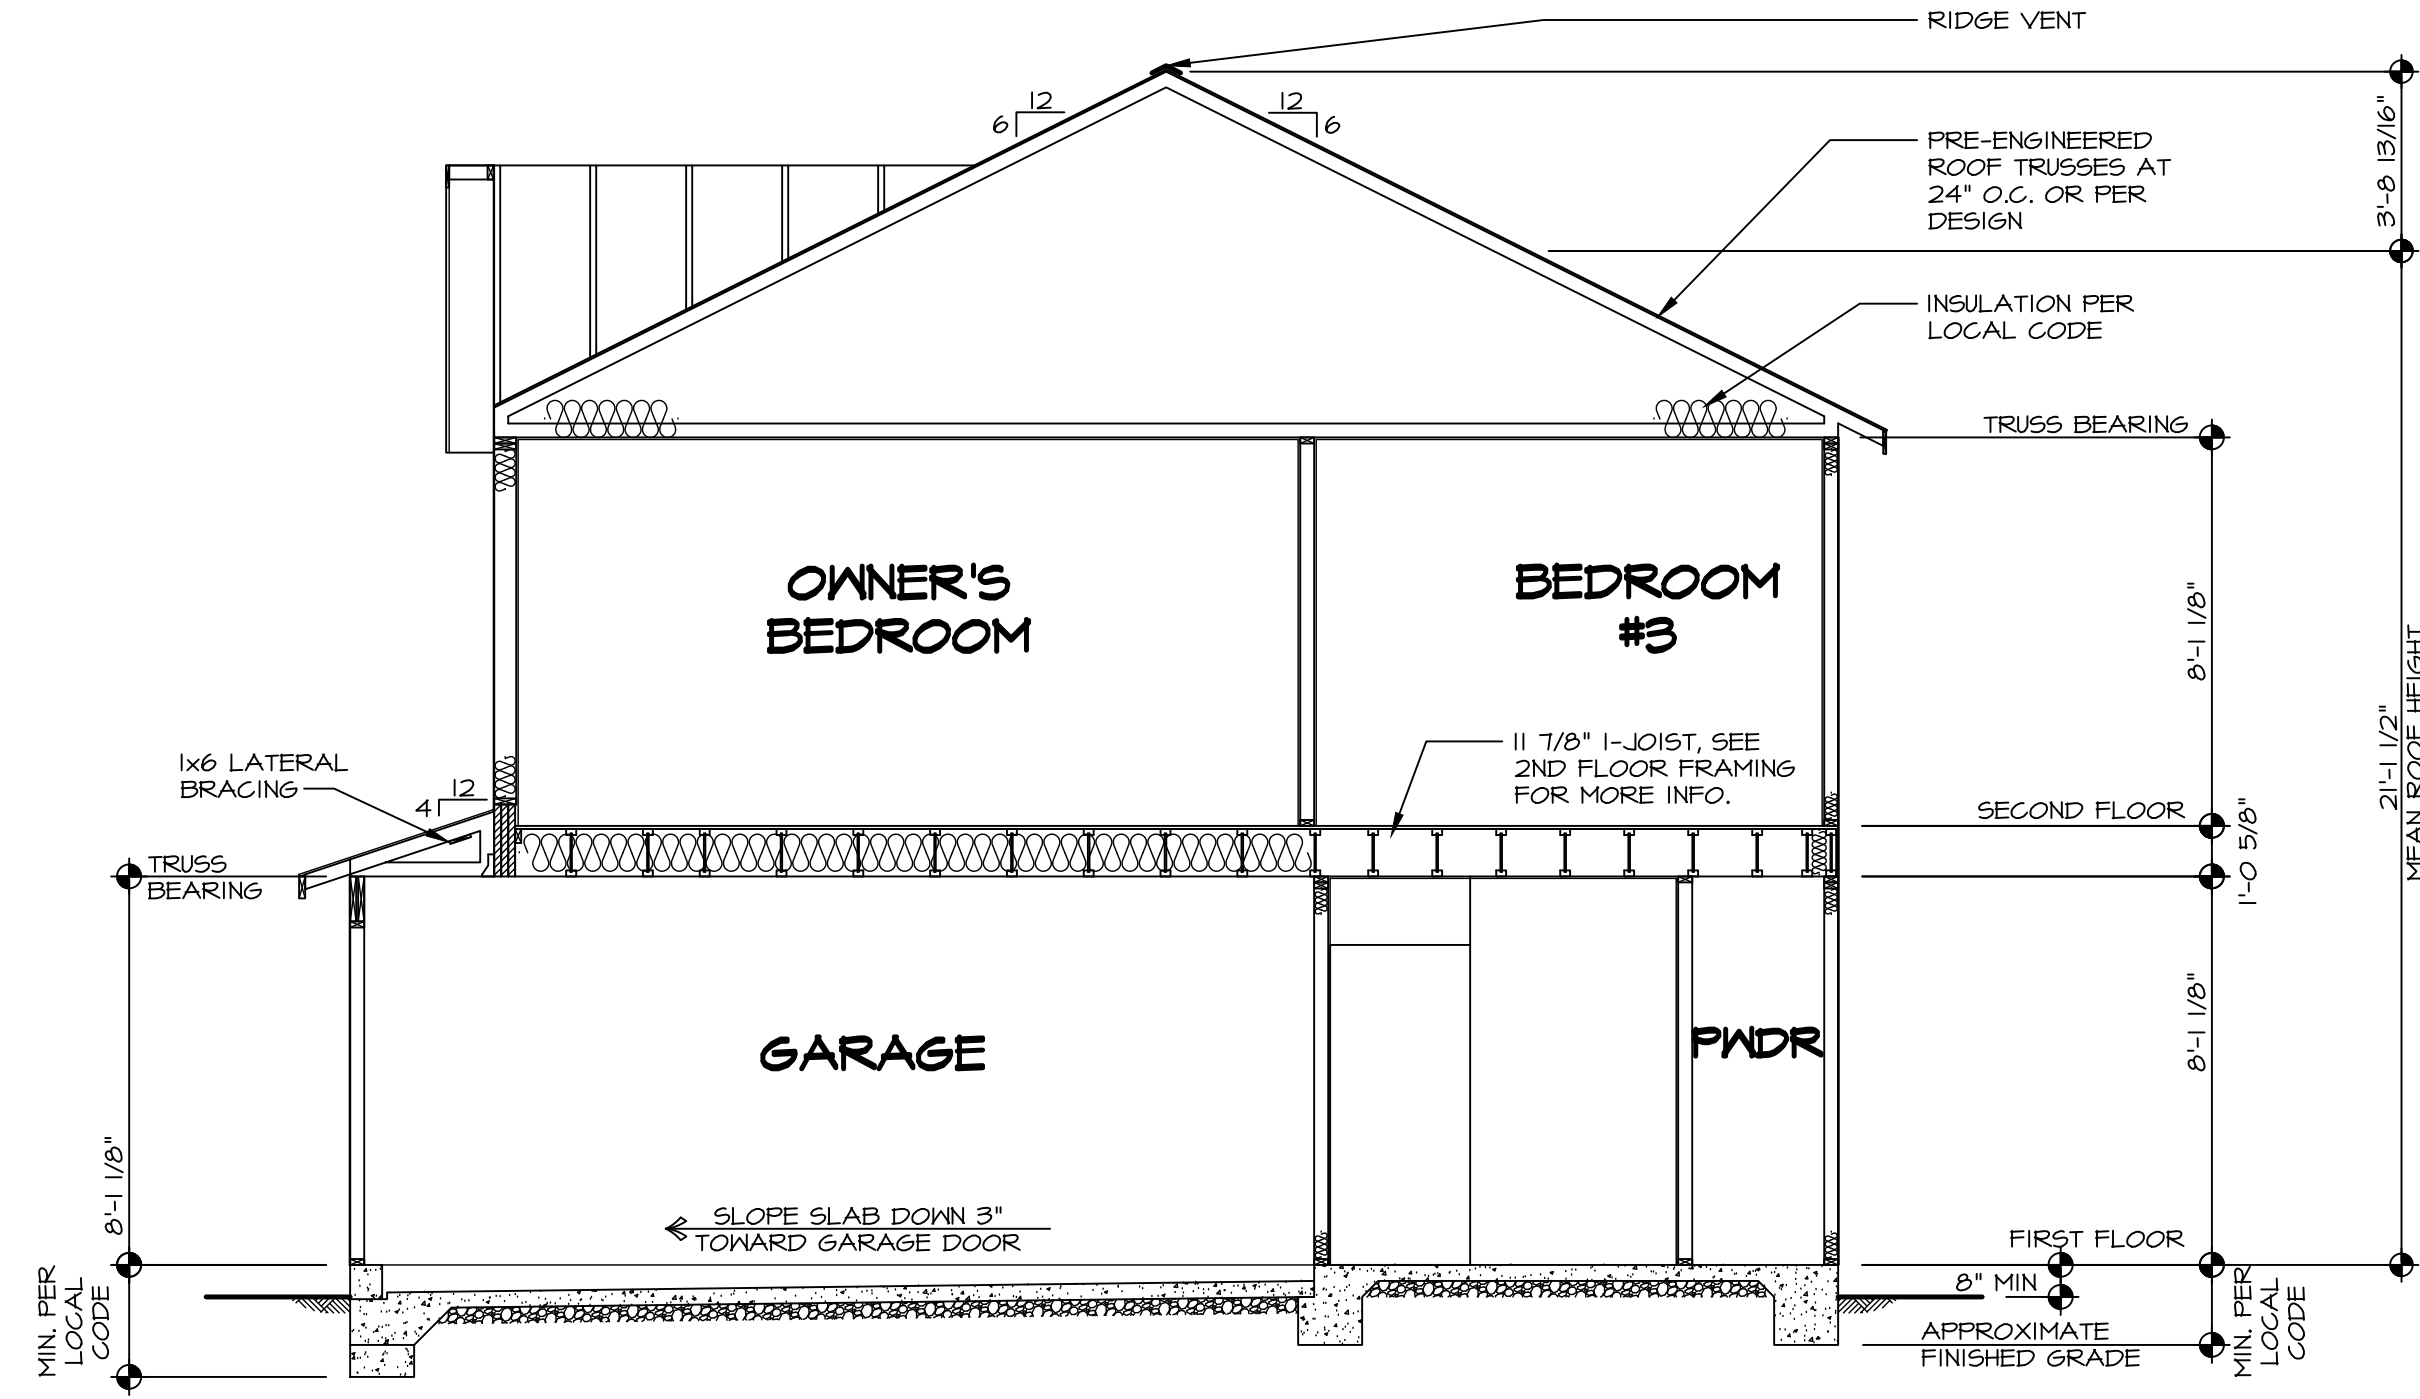 RIDGE VENT
12
6
12
6
3'-8 13/16"
PRE-ENGINEERED
ROOF TRUSSES AT
24" O.C. OR PER
DESIGN
INSULATION PER
LOCAL CODE
TRUSS BEARING
OWNER'S
BEDROOM
BEDROOM
#3
8'-1 1/8"
21'-1 1/2"
MEAN ROOF HEIGHT
11 7/8" I-JOIST, SEE
2ND FLOOR FRAMING
FOR MORE INFO.
1x6 LATERAL
BRACING
12
4
SECOND FLOOR
1'-0 5/8"
TRUSS
BEARING
GARAGE
PWDR
8'-1 1/8"
8'-1 1/8"
SLOPE SLAB DOWN 3"
TOWARD GARAGE DOOR
FIRST FLOOR
8" MIN
MIN. PER
LOCAL
CODE
APPROXIMATE
FINISHED GRADE
MIN. PER
LOCAL
CODE